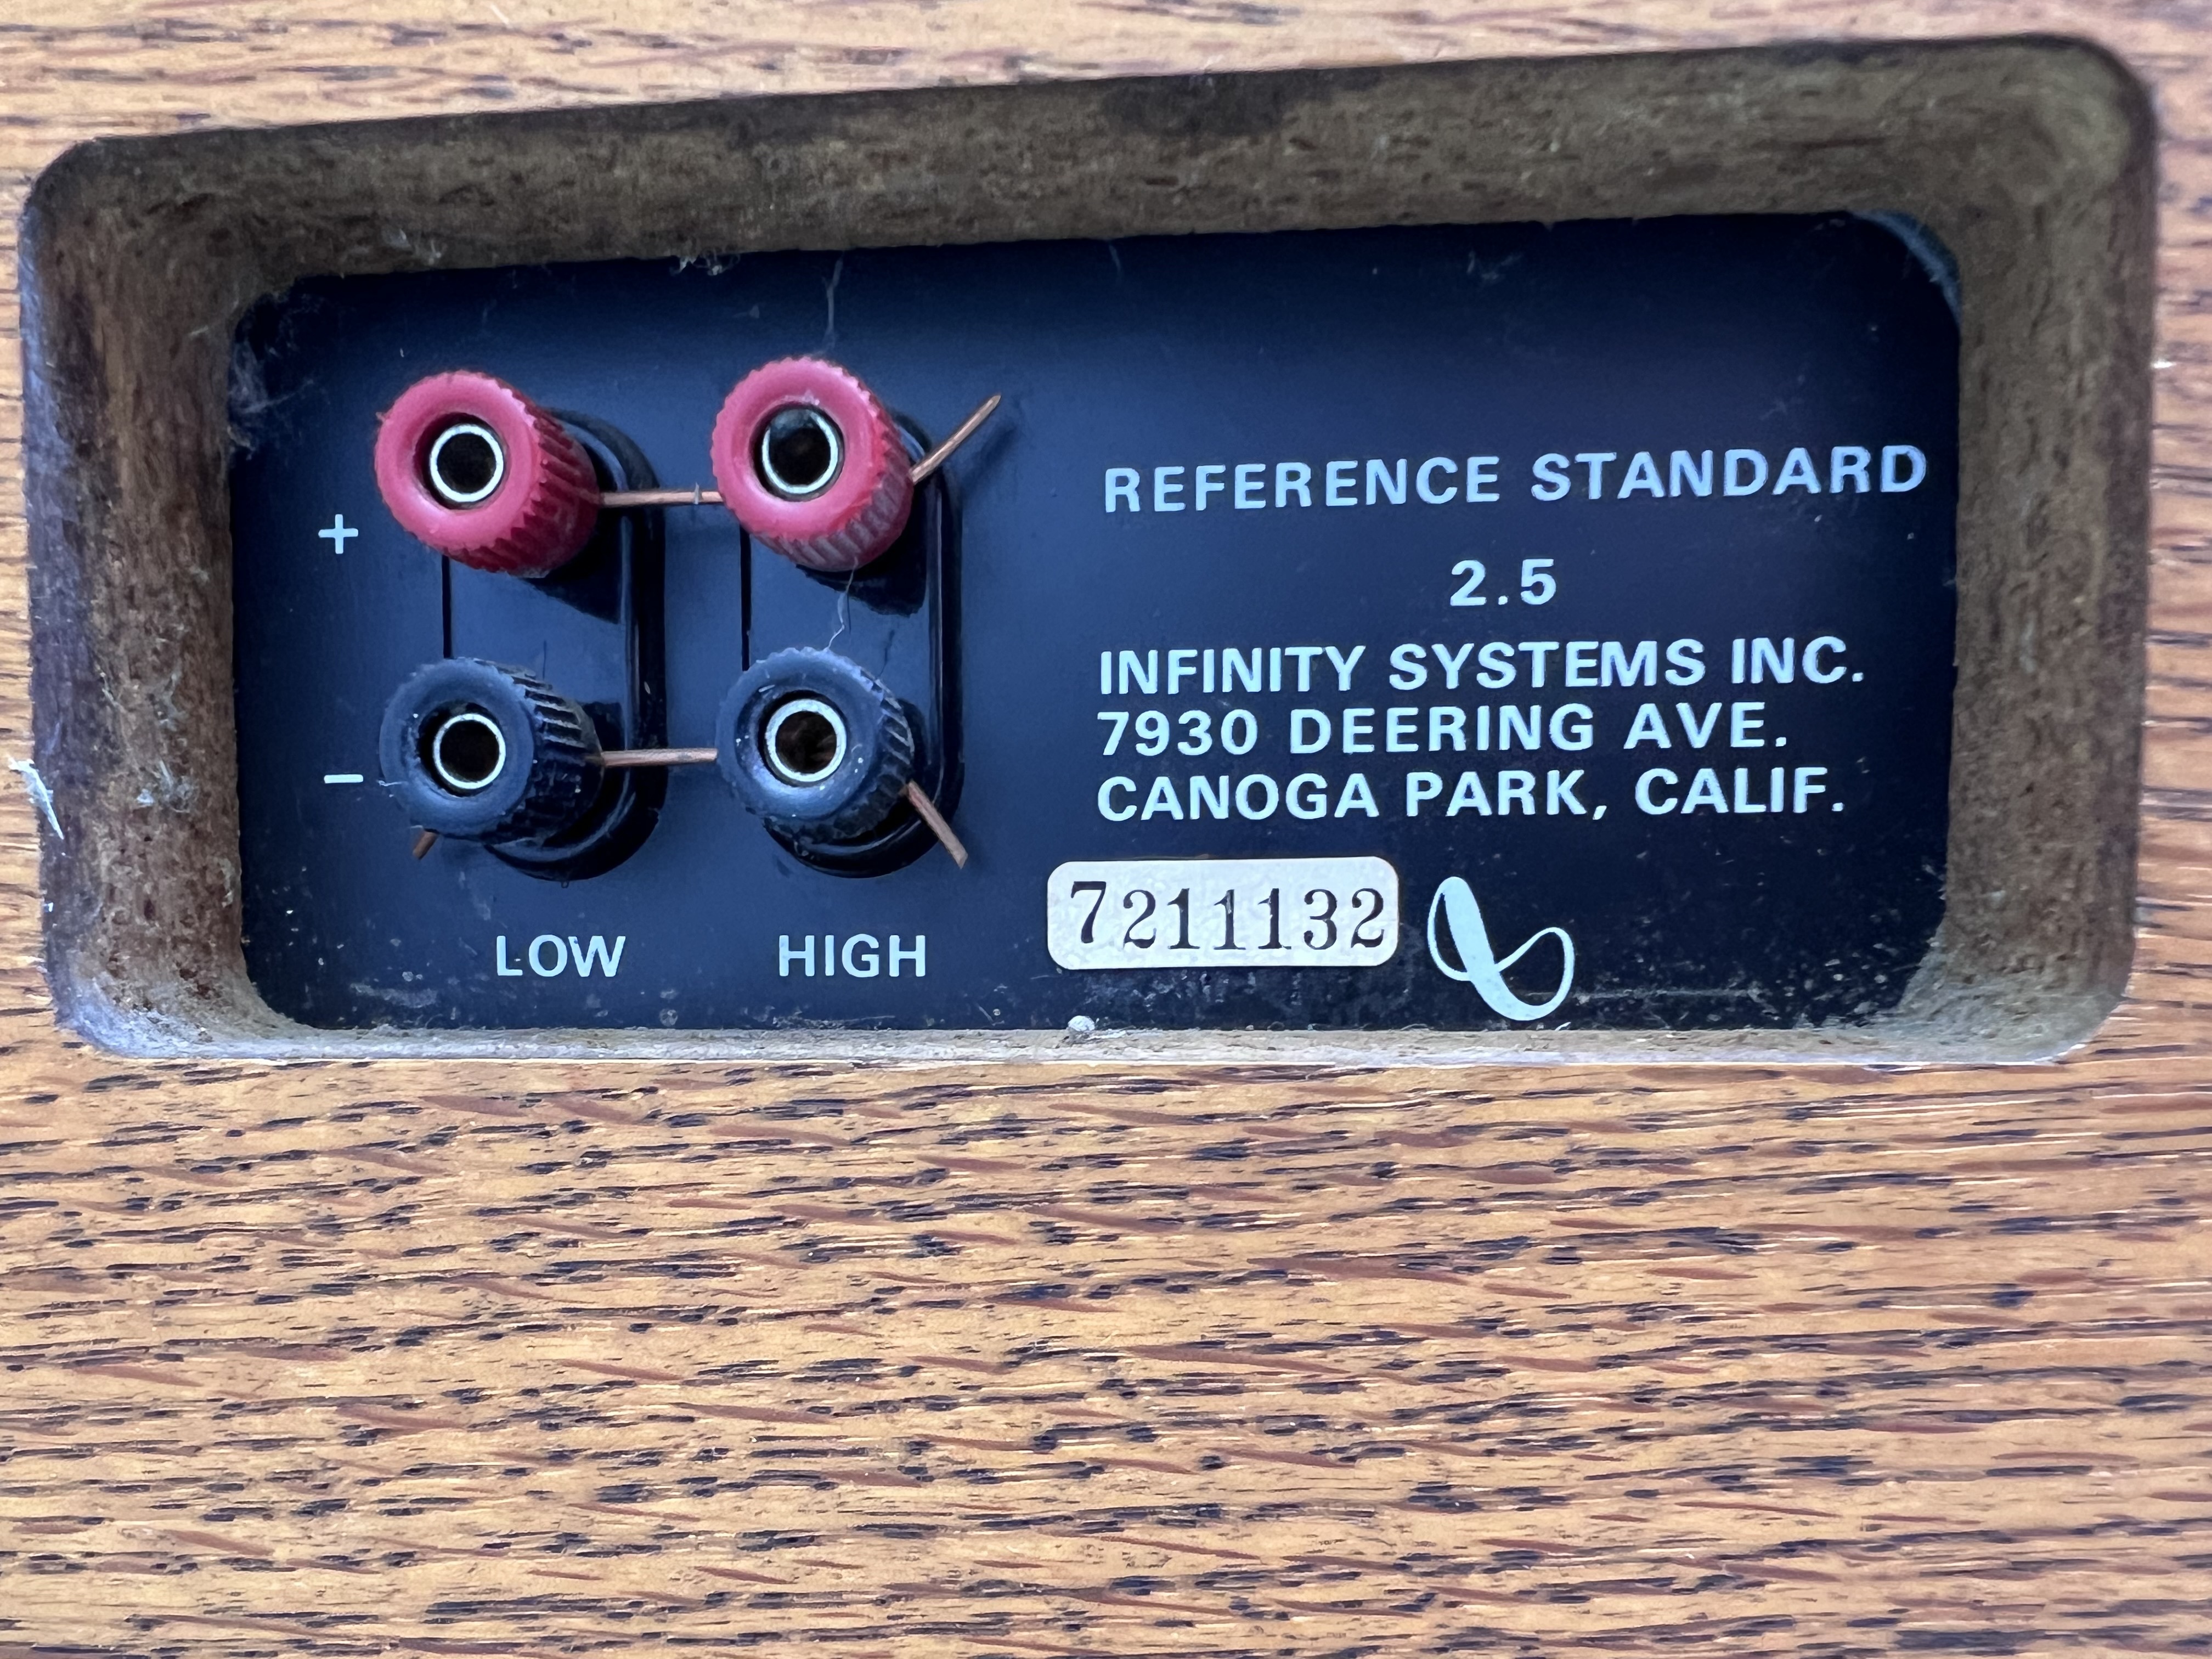 REFERENCE STANDARD
2.5
INFINITY SYSTEMS INC.
7930 DEERING AVE.
CANOGA PARK, CALIF.
7211132
+
−
LOW HIGH